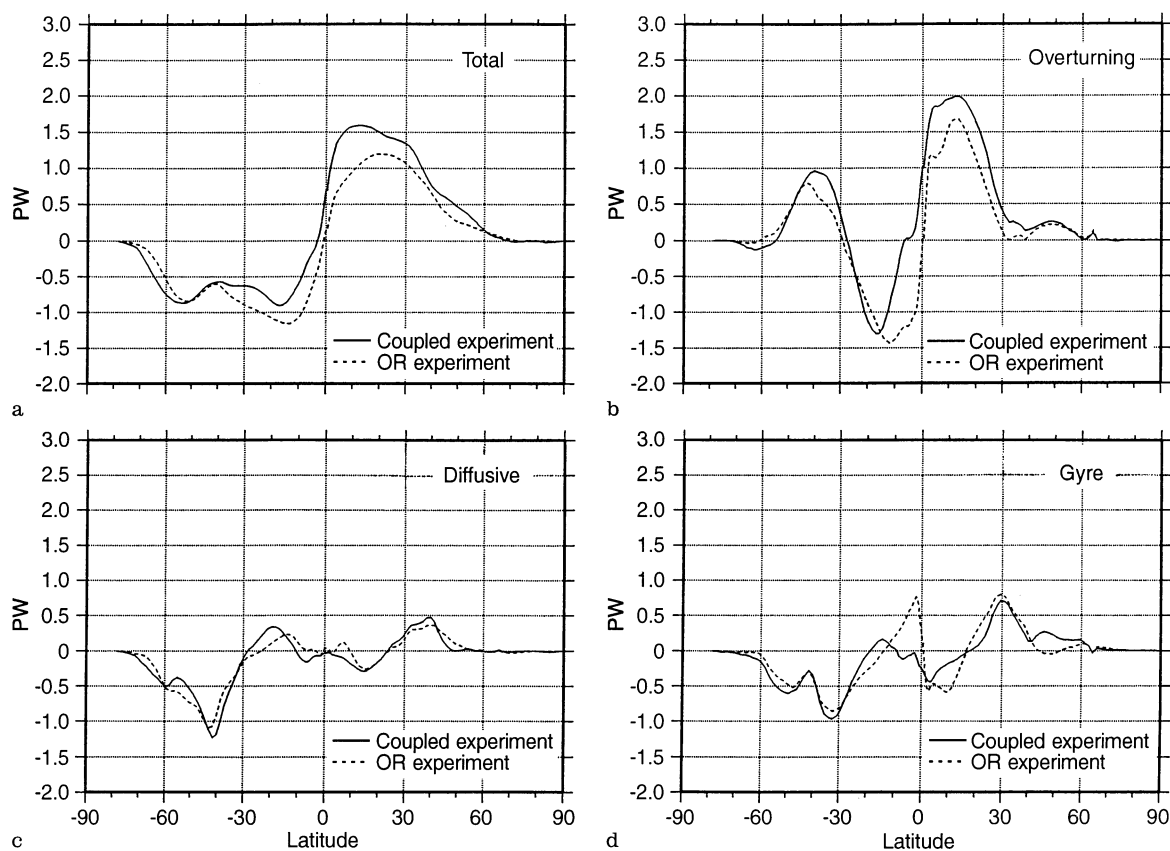 3.0
2.5
2.0
1.5
1.0
0.5
0
-0.5
-1.0
-1.5
-2.0
PW
Total
Coupled experiment
OR experiment
a
3.0
2.5
2.0
1.5
1.0
0.5
0
-0.5
-1.0
-1.5
-2.0
PW
Overturning
Coupled experiment
OR experiment
b
3.0
2.5
2.0
1.5
1.0
0.5
0
-0.5
-1.0
-1.5
-2.0
PW
Diffusive
Coupled experiment
OR experiment
-90 -60 -30 0 30 60 90
Latitude
c
3.0
2.5
2.0
1.5
1.0
0.5
0
-0.5
-1.0
-1.5
-2.0
PW
Gyre
Coupled experiment
OR experiment
-90 -60 -30 0 30 60 90
Latitude
d